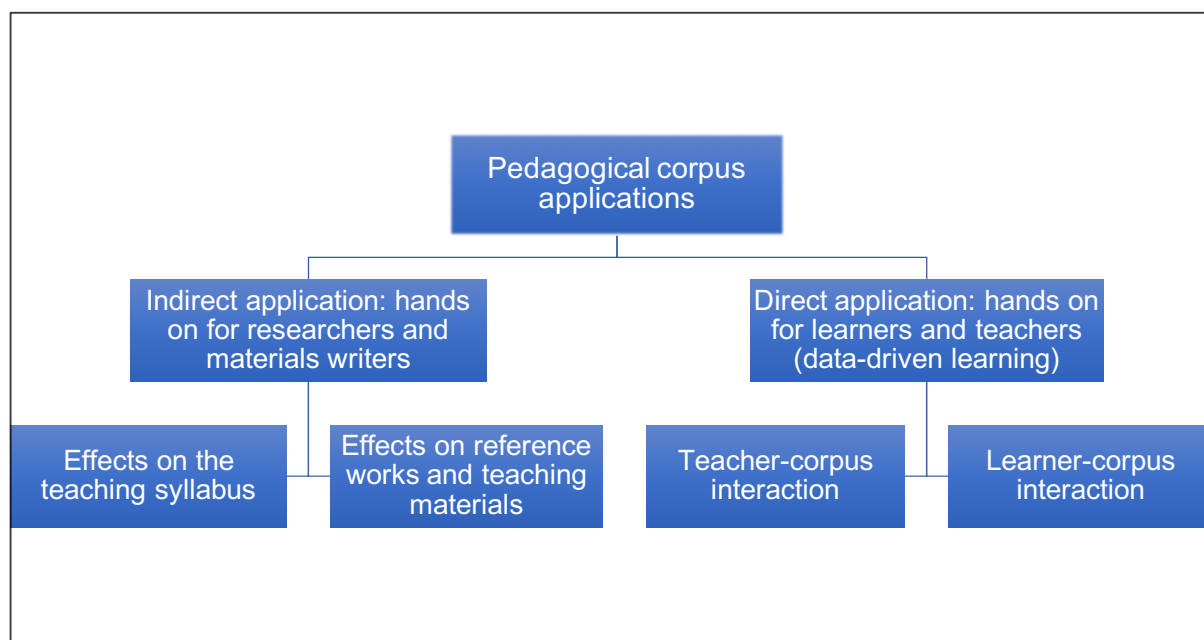 Pedagogical corpus
applications
Indirect application: hands
on for researchers and
materials writers
Direct application: hands on
for learners and teachers
(data-driven learning)
Effects on the
teaching syllabus
Effects on reference
works and teaching
materials
Teacher-corpus
interaction
Learner-corpus
interaction